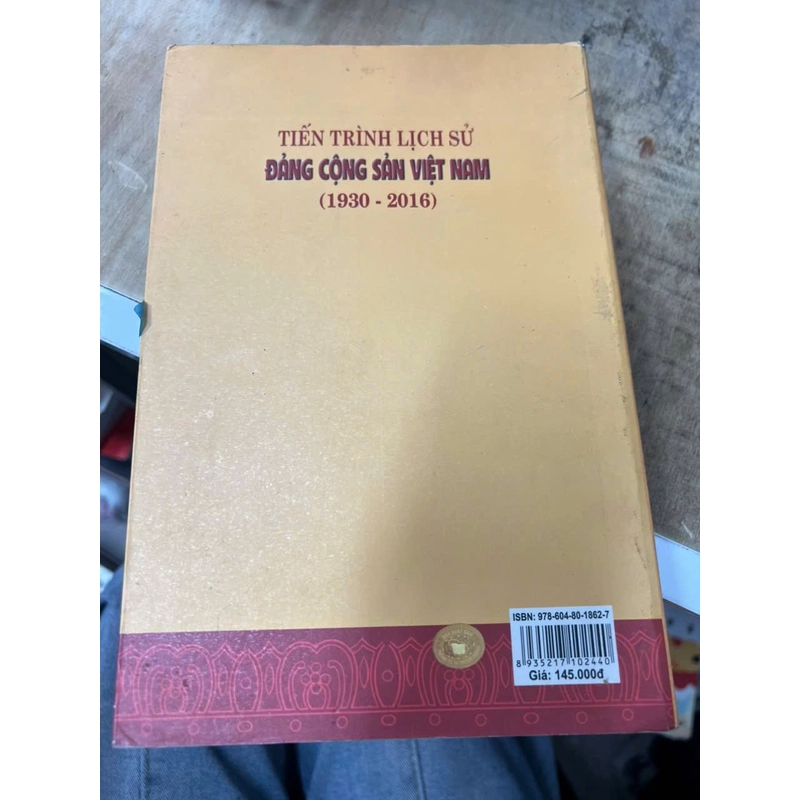 TIẾN TRÌNH LỊCH SỬ
ĐẢNG CỘNG SẢN VIỆT NAM
(1930 - 2016)
ISBN: 978-604-80-1862-7
8 935217 102440
Giá: 145.000đ